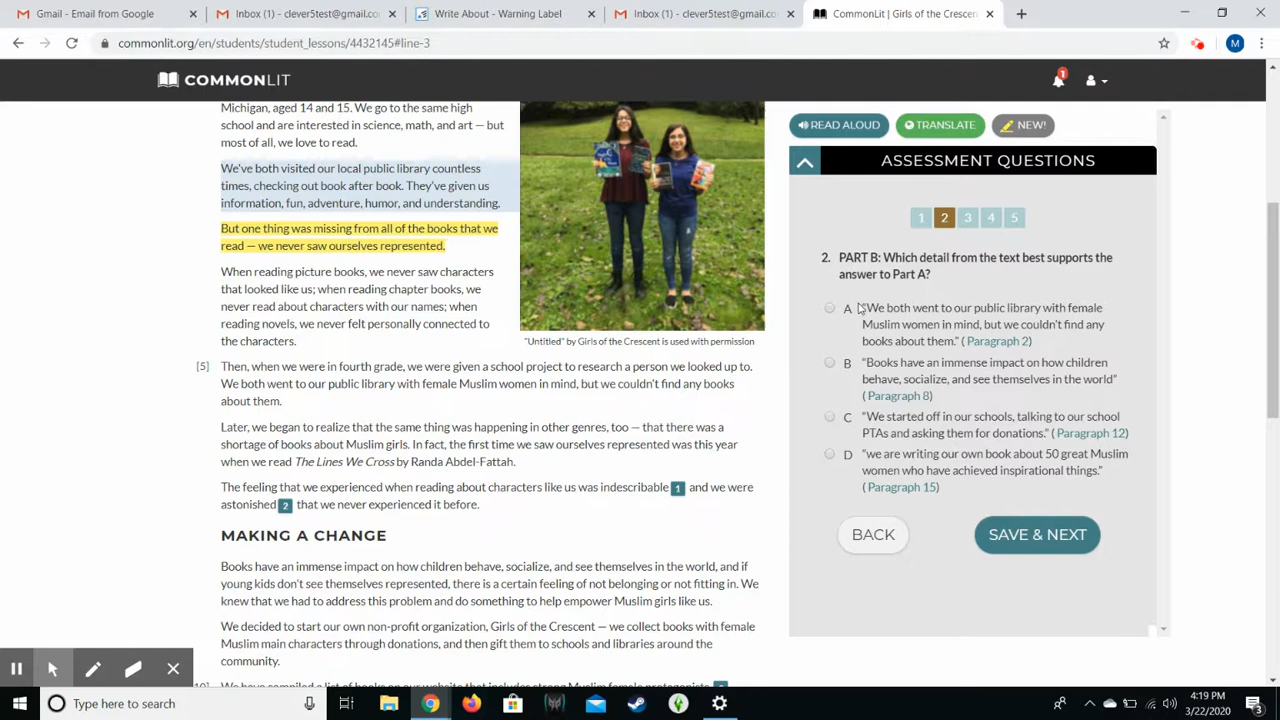 Gmail - Email from Google
Inbox (1) - clever5test@gmail.co
Write About - Warning Label
Inbox (1) - clever5test@gmail.co
CommonLit | Girls of the Crescen
commonlit.org/en/students/student_lessons/4432145#line-3
M
COMMONLIT
1
Michigan, aged 14 and 15. We go to the same high
school and are interested in science, math, and art — but
most of all, we love to read.
We've both visited our local public library countless
times, checking out book after book. They've given us
information, fun, adventure, humor, and understanding.
But one thing was missing from all of the books that we
read — we never saw ourselves represented.
When reading picture books, we never saw characters
that looked like us; when reading chapter books, we
never read about characters with our names; when
reading novels, we never felt personally connected to
the characters.
"Untitled" by Girls of the Crescent is used with permission
[5] Then, when we were in fourth grade, we were given a school project to research a person we looked up to.
We both went to our public library with female Muslim women in mind, but we couldn't find any books
about them.
Later, we began to realize that the same thing was happening in other genres, too — that there was a
shortage of books about Muslim girls. In fact, the first time we saw ourselves represented was this year
when we read The Lines We Cross by Randa Abdel-Fattah.
The feeling that we experienced when reading about characters like us was indescribable 1 and we were
astonished 2 that we never experienced it before.
MAKING A CHANGE
Books have an immense impact on how children behave, socialize, and see themselves in the world, and if
young kids don't see themselves represented, there is a certain feeling of not belonging or not fitting in. We
knew that we had to address this problem and do something to help empower Muslim girls like us.
We decided to start our own non-profit organization, Girls of the Crescent — we collect books with female
Muslim main characters through donations, and then gift them to schools and libraries around the
community.
We have compiled a list of books on our website that includes strong Muslim female protagonists
READ ALOUD
TRANSLATE
NEW!
ASSESSMENT QUESTIONS
1 2 3 4 5
2. PART B: Which detail from the text best supports the
answer to Part A?
A "We both went to our public library with female
Muslim women in mind, but we couldn't find any
books about them." ( Paragraph 2)
B "Books have an immense impact on how children
behave, socialize, and see themselves in the world"
( Paragraph 8)
C "We started off in our schools, talking to our school
PTAs and asking them for donations." ( Paragraph 12)
D "we are writing our own book about 50 great Muslim
women who have achieved inspirational things."
( Paragraph 15)
BACK
SAVE & NEXT
Type here to search
4:19 PM
3/22/2020
3